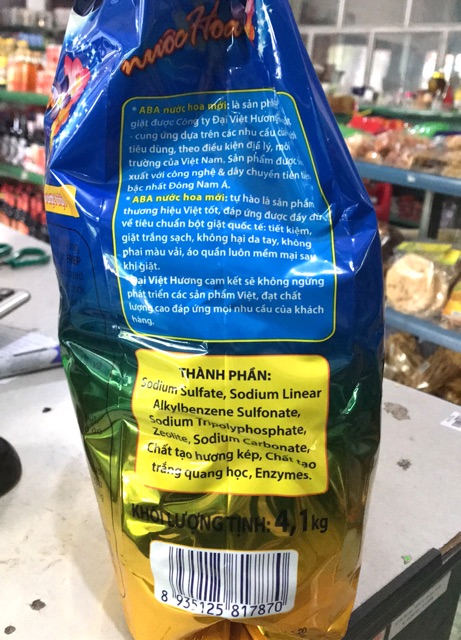 nước Hoa
* ABA nước hoa mới: là sản phẩm
giặt được Công ty Đại Việt Hương
- cung ứng dựa trên các nhu cầu
tiêu dùng, theo điều kiện địa lý, môi
trường của Việt Nam. Sản phẩm được
xuất với công nghệ & dây chuyền tiên
bậc nhất Đông Nam Á.
* ABA nước hoa mới: tự hào là sản phẩm
thương hiệu Việt tốt, đáp ứng được đầy đủ
về tiêu chuẩn bột giặt quốc tế: tiết kiệm,
giặt trắng sạch, không hại da tay, không
phai màu vải, áo quần luôn mềm mại sau
khi giặt.
Đại Việt Hương cam kết sẽ không ngừng
phát triển các sản phẩm Việt, đạt chất
lượng cao đáp ứng mọi nhu cầu của khách
hàng.
THÀNH PHẦN:
Sodium Sulfate, Sodium Linear
Alkylbenzene Sulfonate,
Sodium Tripolyphosphate,
Zeolite, Sodium Carbonate,
Chất tạo hương kép, Chất tạo
trắng quang học, Enzymes.
KHỐI LƯỢNG TỊNH: 4,1kg
8 935125 817870